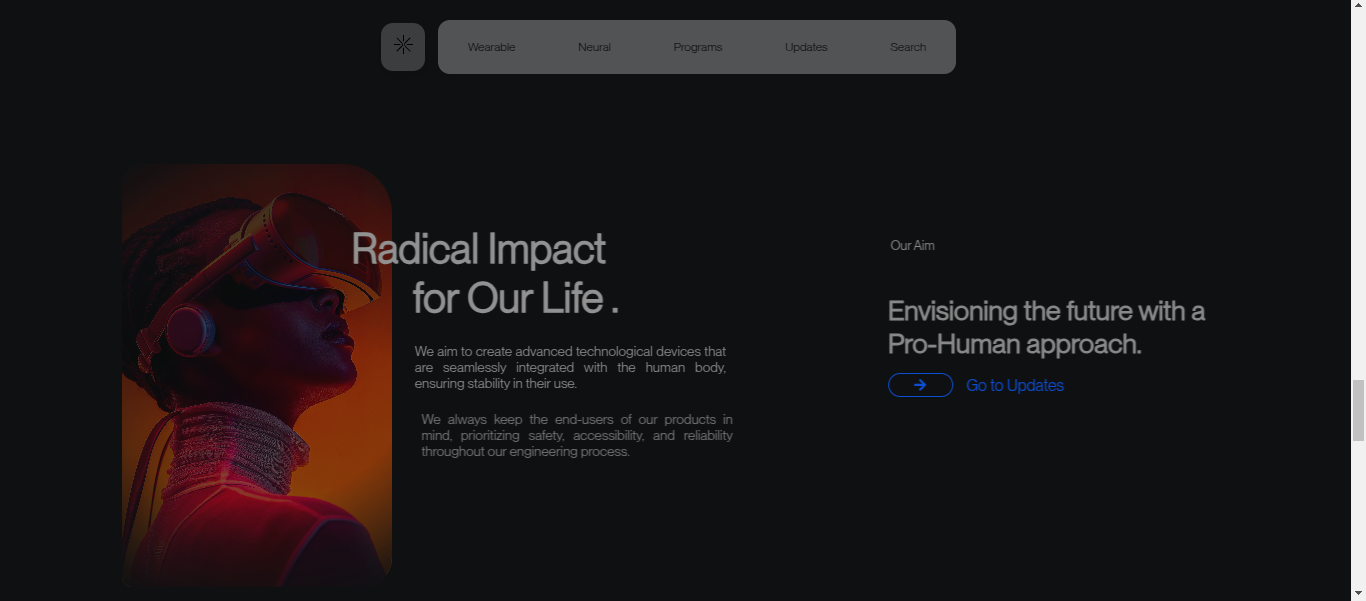 Wearable Neural Programs Updates Search
Radical Impact
for Our Life .
We aim to create advanced technological devices that
are seamlessly integrated with the human body,
ensuring stability in their use.
We always keep the end-users of our products in
mind, prioritizing safety, accessibility, and reliability
throughout our engineering process.
Our Aim
Envisioning the future with a
Pro-Human approach.
Go to Updates